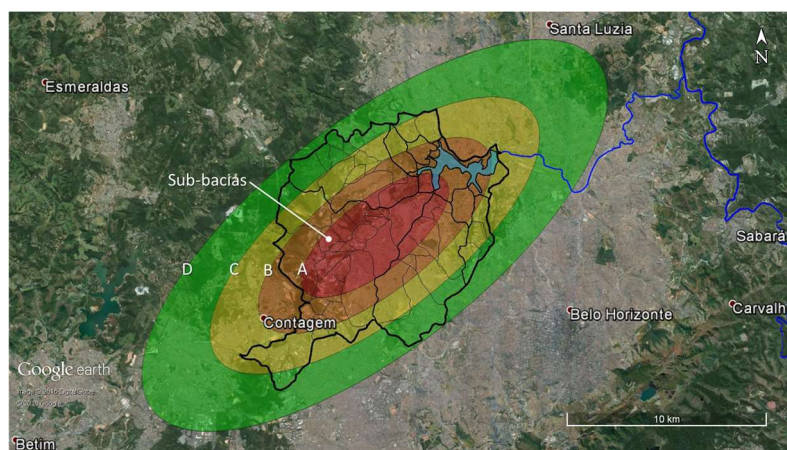 Santa Luzia
N
Esmeraldas
Sub-bacias
Sabará
D C B A
Contagem
Belo Horizonte
Carvalh
Google earth
10 km
Betim